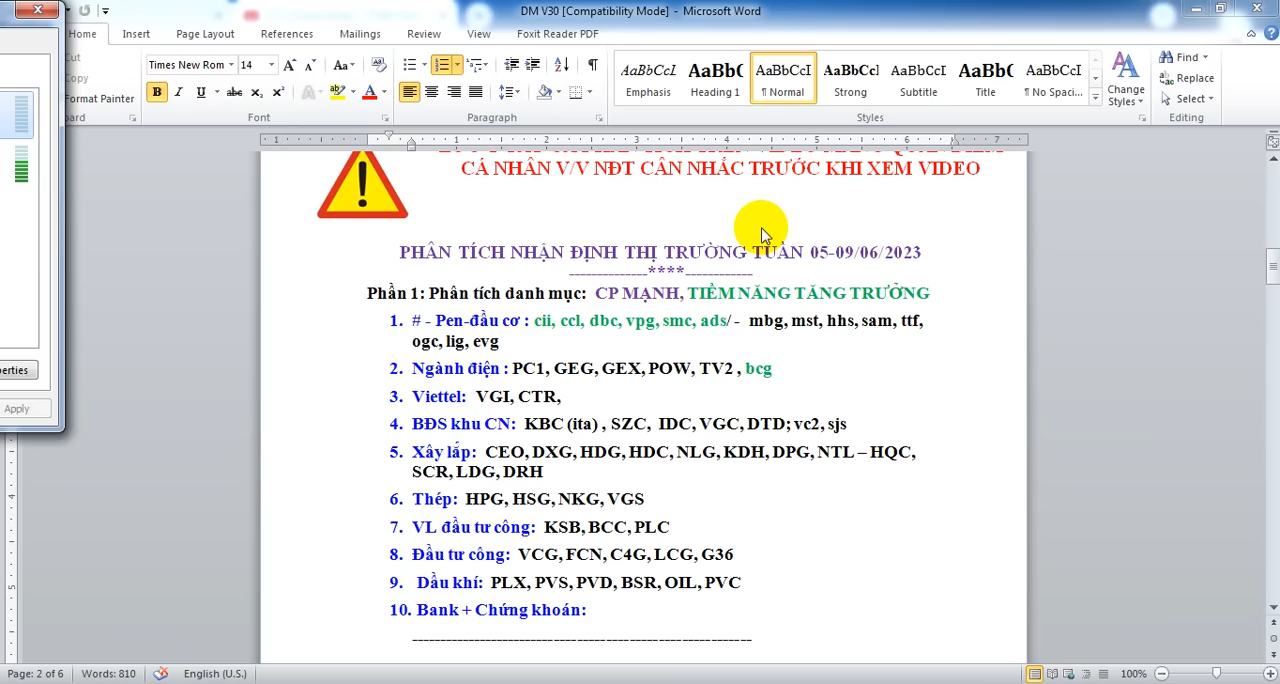 DM V30 [Compatibility Mode] - Microsoft Word
Home Insert Page Layout References Mailings Review View Foxit Reader PDF
Cut
Copy
Format Painter
Times New Rom 14
Font
Paragraph
AaBbCcI AaBbC AaBbCcI AaBbCcl AaBbCcI AaBb( AaBbCcI
Emphasis Heading 1 ¶ Normal Strong Subtitle Title ¶ No Spaci...
Change Styles
Styles
Find
Replace
Select
Editing
Apply
CÁ NHÂN V/V NĐT CÂN NHẮC TRƯỚC KHI XEM VIDEO
PHÂN TÍCH NHẬN ĐỊNH THỊ TRƯỜNG TUẦN 05-09/06/2023
--------------****------------
Phần 1: Phân tích danh mục: CP MẠNH, TIỀM NĂNG TĂNG TRƯỞNG
1. # - Pen-đầu cơ : cii, ccl, dbc, vpg, smc, ads/ - mbg, mst, hhs, sam, ttf,
ogc, lig, evg
2. Ngành điện : PC1, GEG, GEX, POW, TV2 , bcg
3. Viettel: VGI, CTR,
4. BĐS khu CN: KBC (ita) , SZC, IDC, VGC, DTD; vc2, sjs
5. Xây lắp: CEO, DXG, HDG, HDC, NLG, KDH, DPG, NTL – HQC,
SCR, LDG, DRH
6. Thép: HPG, HSG, NKG, VGS
7. VL đầu tư công: KSB, BCC, PLC
8. Đầu tư công: VCG, FCN, C4G, LCG, G36
9. Dầu khí: PLX, PVS, PVD, BSR, OIL, PVC
10. Bank + Chứng khoán:
Page: 2 of 6 Words: 810 English (U.S.) 100%